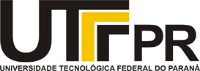 UTFPR
UNIVERSIDADE TECNOLÓGICA FEDERAL DO PARANÁ